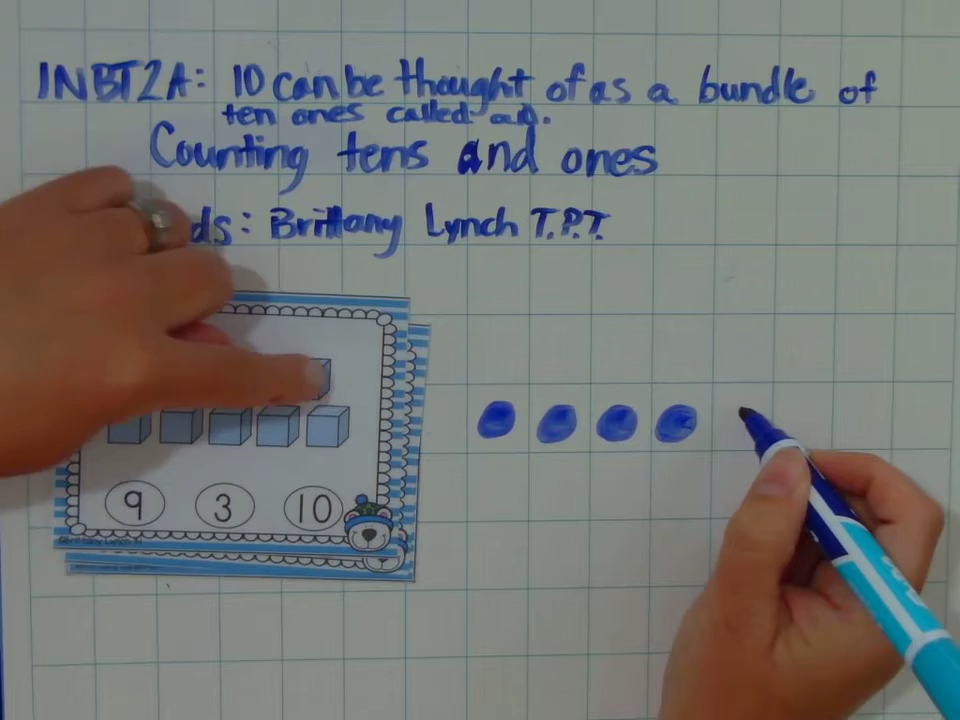 1NBT2A: 10 can be thought of as a bundle of
ten ones called: a 10.
Counting tens and ones
ds: Brittany Lynch T.P.T.
9 3 10